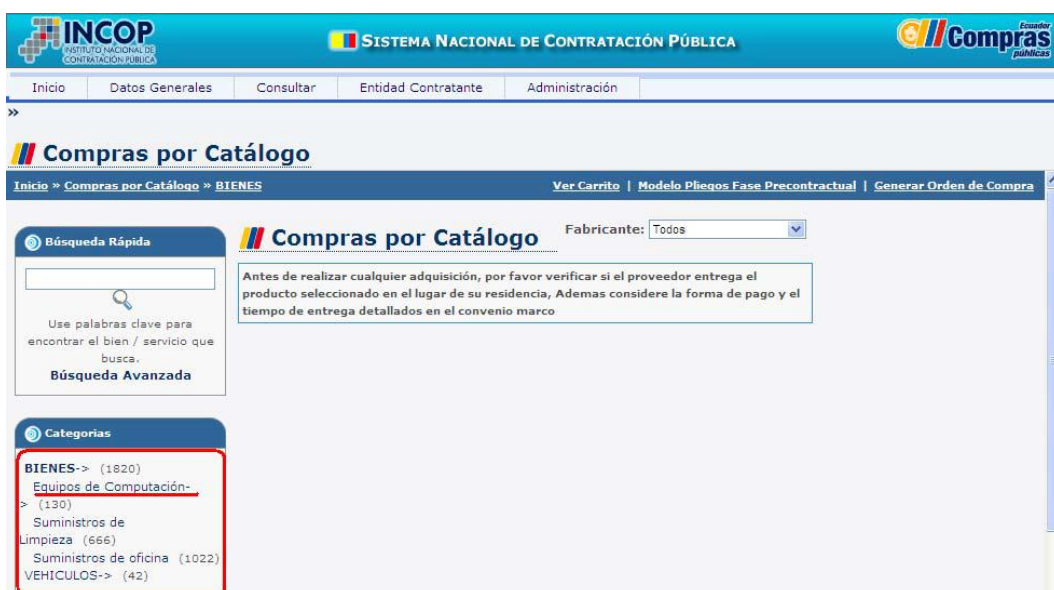 INCOP
INSTITUTO NACIONAL DE
CONTRATACIÓN PÚBLICA
SISTEMA NACIONAL DE CONTRATACIÓN PÚBLICA
Ecuador
Compras
públicas
Inicio Datos Generales Consultar Entidad Contratante Administración
»
Compras por Catálogo
Inicio » Compras por Catálogo » BIENES
Ver Carrito | Modelo Pliegos Fase Precontractual | Generar Orden de Compra
Búsqueda Rápida
Use palabras clave para
encontrar el bien / servicio que
busca.
Búsqueda Avanzada
Categorias
BIENES-> (1820)
Equipos de Computación-
> (130)
Suministros de
Limpieza (666)
Suministros de oficina (1022)
VEHICULOS-> (42)
Compras por Catálogo
Fabricante: Todos
Antes de realizar cualquier adquisición, por favor verificar si el proveedor entrega el
producto seleccionado en el lugar de su residencia, Ademas considere la forma de pago y el
tiempo de entrega detallados en el convenio marco